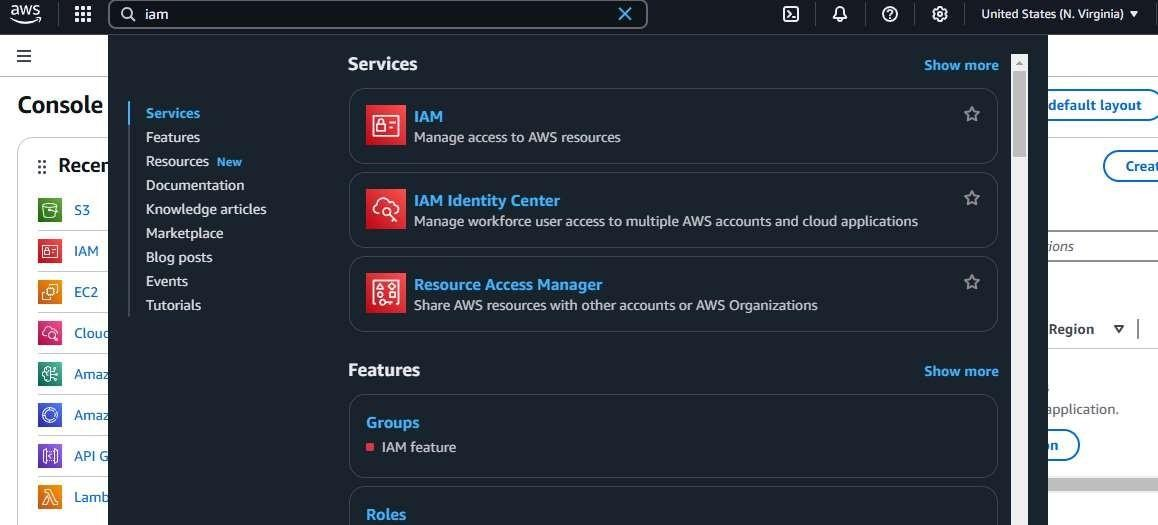 aws
iam
United States (N. Virginia)
Console
default layout
Services
Show more
Services
Features
Resources New
Documentation
Knowledge articles
Marketplace
Blog posts
Events
Tutorials
IAM
Manage access to AWS resources
IAM Identity Center
Manage workforce user access to multiple AWS accounts and cloud applications
Resource Access Manager
Share AWS resources with other accounts or AWS Organizations
Features
Show more
Groups
IAM feature
Roles
Recen
S3
IAM
EC2
Cloud
Amaz
Amaz
API G
Lamb
Creat
ions
Region
application.
on